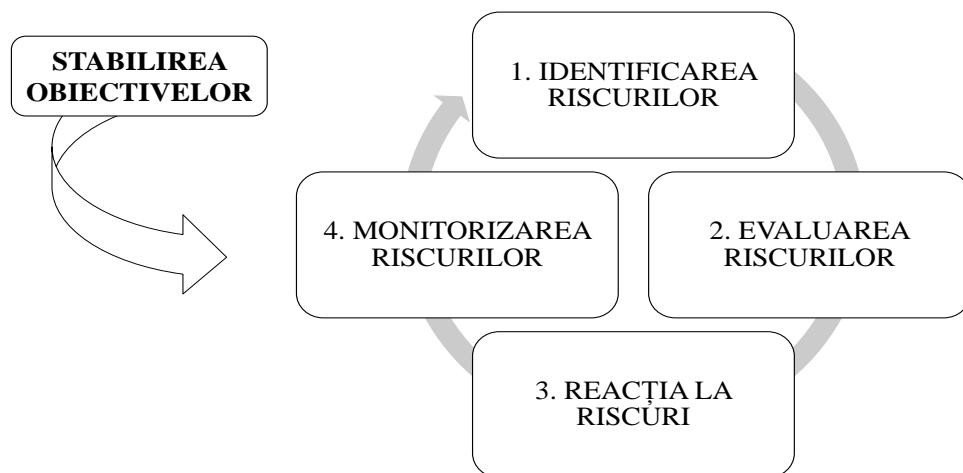 STABILIREA
OBIECTIVELOR
1. IDENTIFICAREA
RISCURILOR
2. EVALUAREA
RISCURILOR
3. REACȚIA LA
RISCURI
4. MONITORIZAREA
RISCURILOR